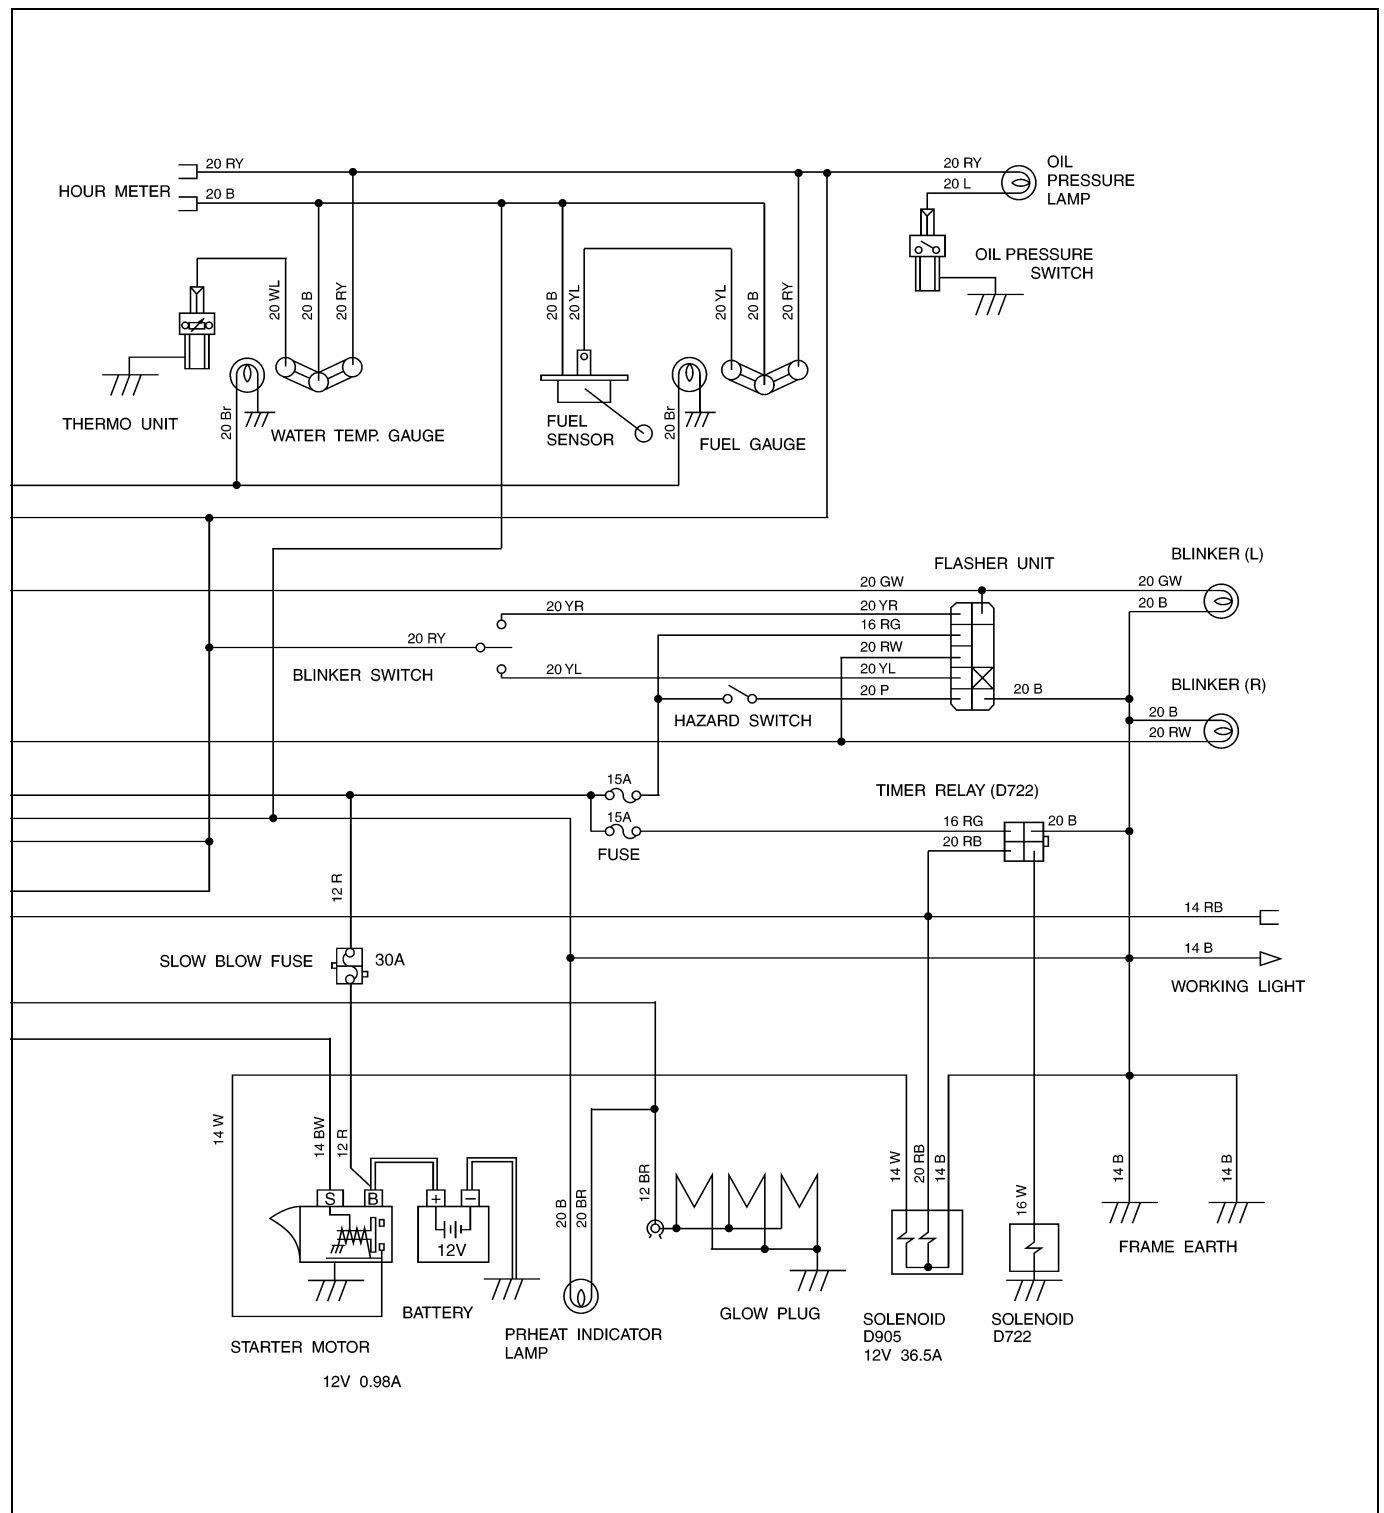 20 RY
20 RY
OIL
PRESSURE
LAMP
HOUR METER
20 B
20 L
OIL PRESSURE
SWITCH
20 WL
20 B
20 RY
20 B
20 YL
20 YL
20 B
20 RY
THERMO UNIT
20 Br
WATER TEMP. GAUGE
FUEL
SENSOR
20 Br
FUEL GAUGE
FLASHER UNIT
BLINKER (L)
20 GW
20 GW
20 YR
20 YR
20 B
16 RG
20 RY
20 RW
BLINKER SWITCH
20 YL
20 YL
20 P
20 B
BLINKER (R)
HAZARD SWITCH
20 B
20 RW
15A
TIMER RELAY (D722)
15A
16 RG
20 B
FUSE
20 RB
12 R
14 RB
SLOW BLOW FUSE
30A
14 B
WORKING LIGHT
14 W
14 BW
12 R
14 W
20 RB
14 B
14 B
14 B
S
B
+
−
20 B
20 BR
12 BR
16 W
12V
FRAME EARTH
BATTERY
GLOW PLUG
SOLENOID
D905
12V 36.5A
SOLENOID
D722
PRHEAT INDICATOR
LAMP
STARTER MOTOR
12V 0.98A